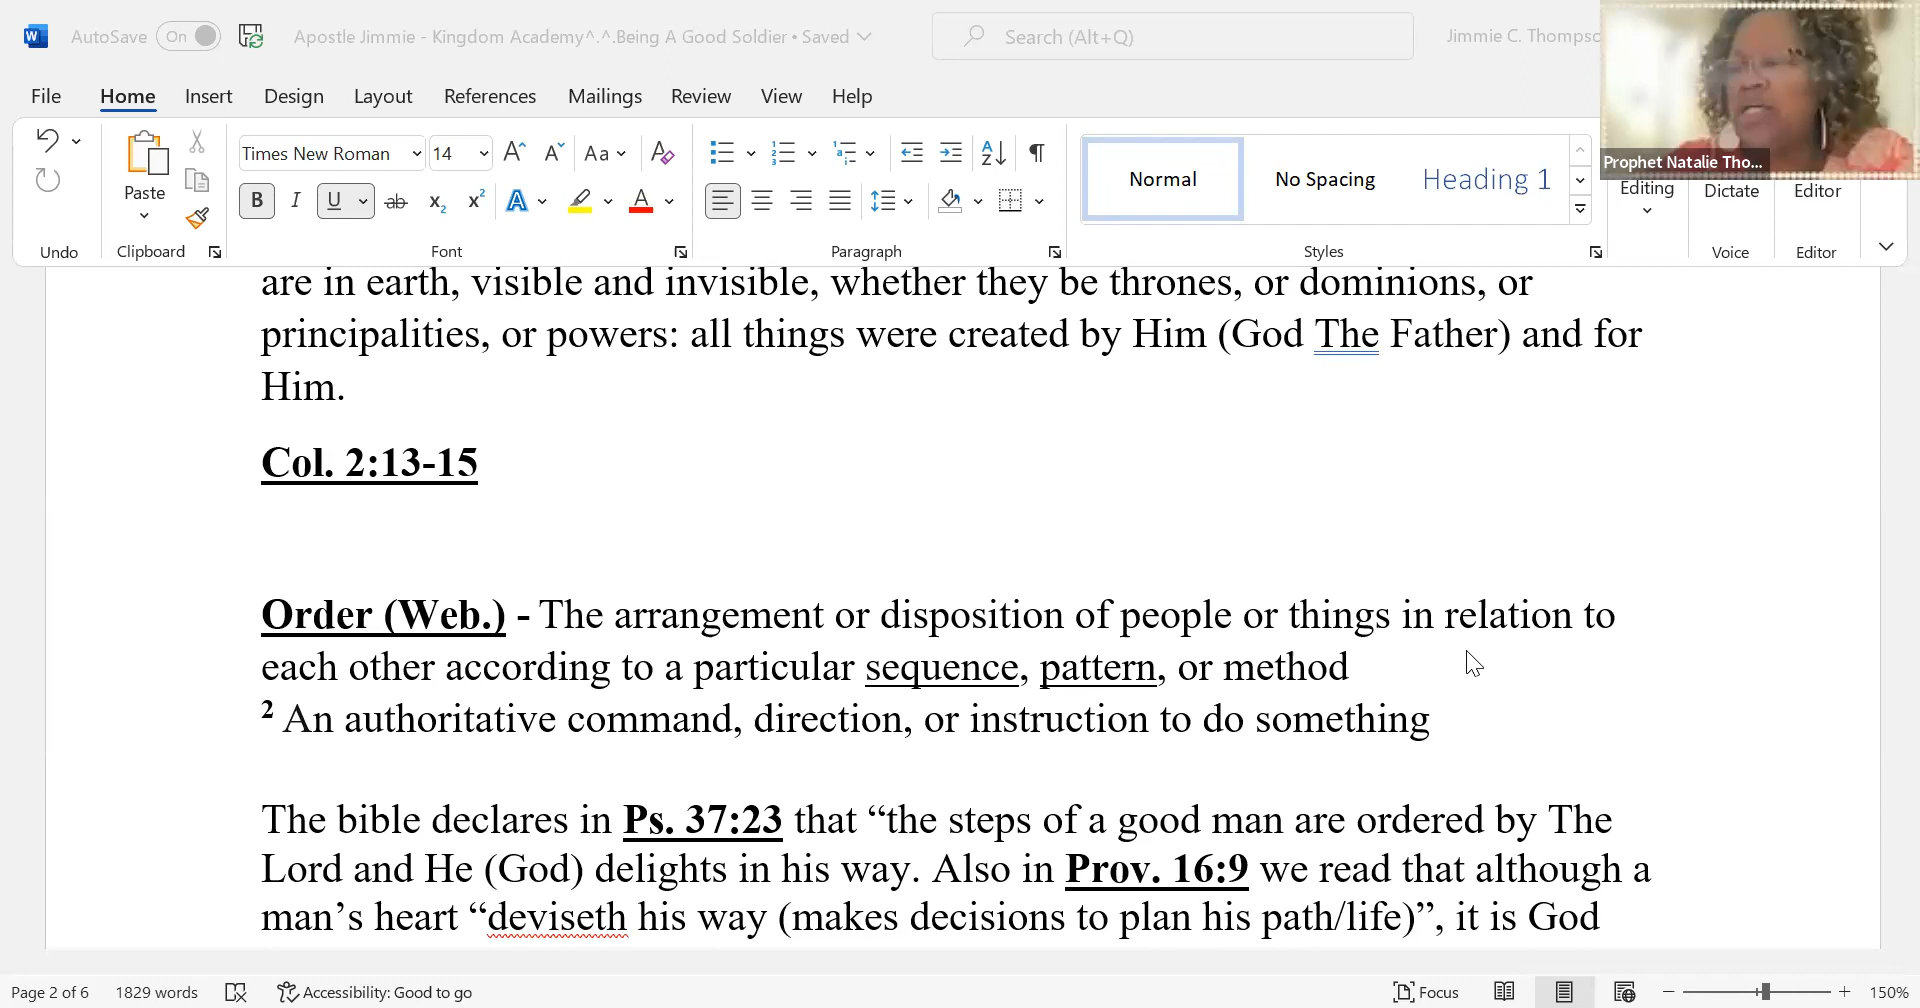 AutoSave On Apostle Jimmie - Kingdom Academy^.^.Being A Good Soldier • Saved Search (Alt+Q) Jimmie C. Thompso
File Home Insert Design Layout References Mailings Review View Help
Prophet Natalie Tho...
Paste
Times New Roman 14 Aa
B I U ab x₂ x² A A
Normal No Spacing Heading 1
Editing Dictate Editor
Undo Clipboard Font Paragraph Styles Voice Editor
are in earth, visible and invisible, whether they be thrones, or dominions, or
principalities, or powers: all things were created by Him (God The Father) and for
Him.
Col. 2:13-15
Order (Web.) - The arrangement or disposition of people or things in relation to
each other according to a particular sequence, pattern, or method
² An authoritative command, direction, or instruction to do something
The bible declares in Ps. 37:23 that “the steps of a good man are ordered by The
Lord and He (God) delights in his way. Also in Prov. 16:9 we read that although a
man’s heart “deviseth his way (makes decisions to plan his path/life)”, it is God
Page 2 of 6 1829 words Accessibility: Good to go Focus 150%